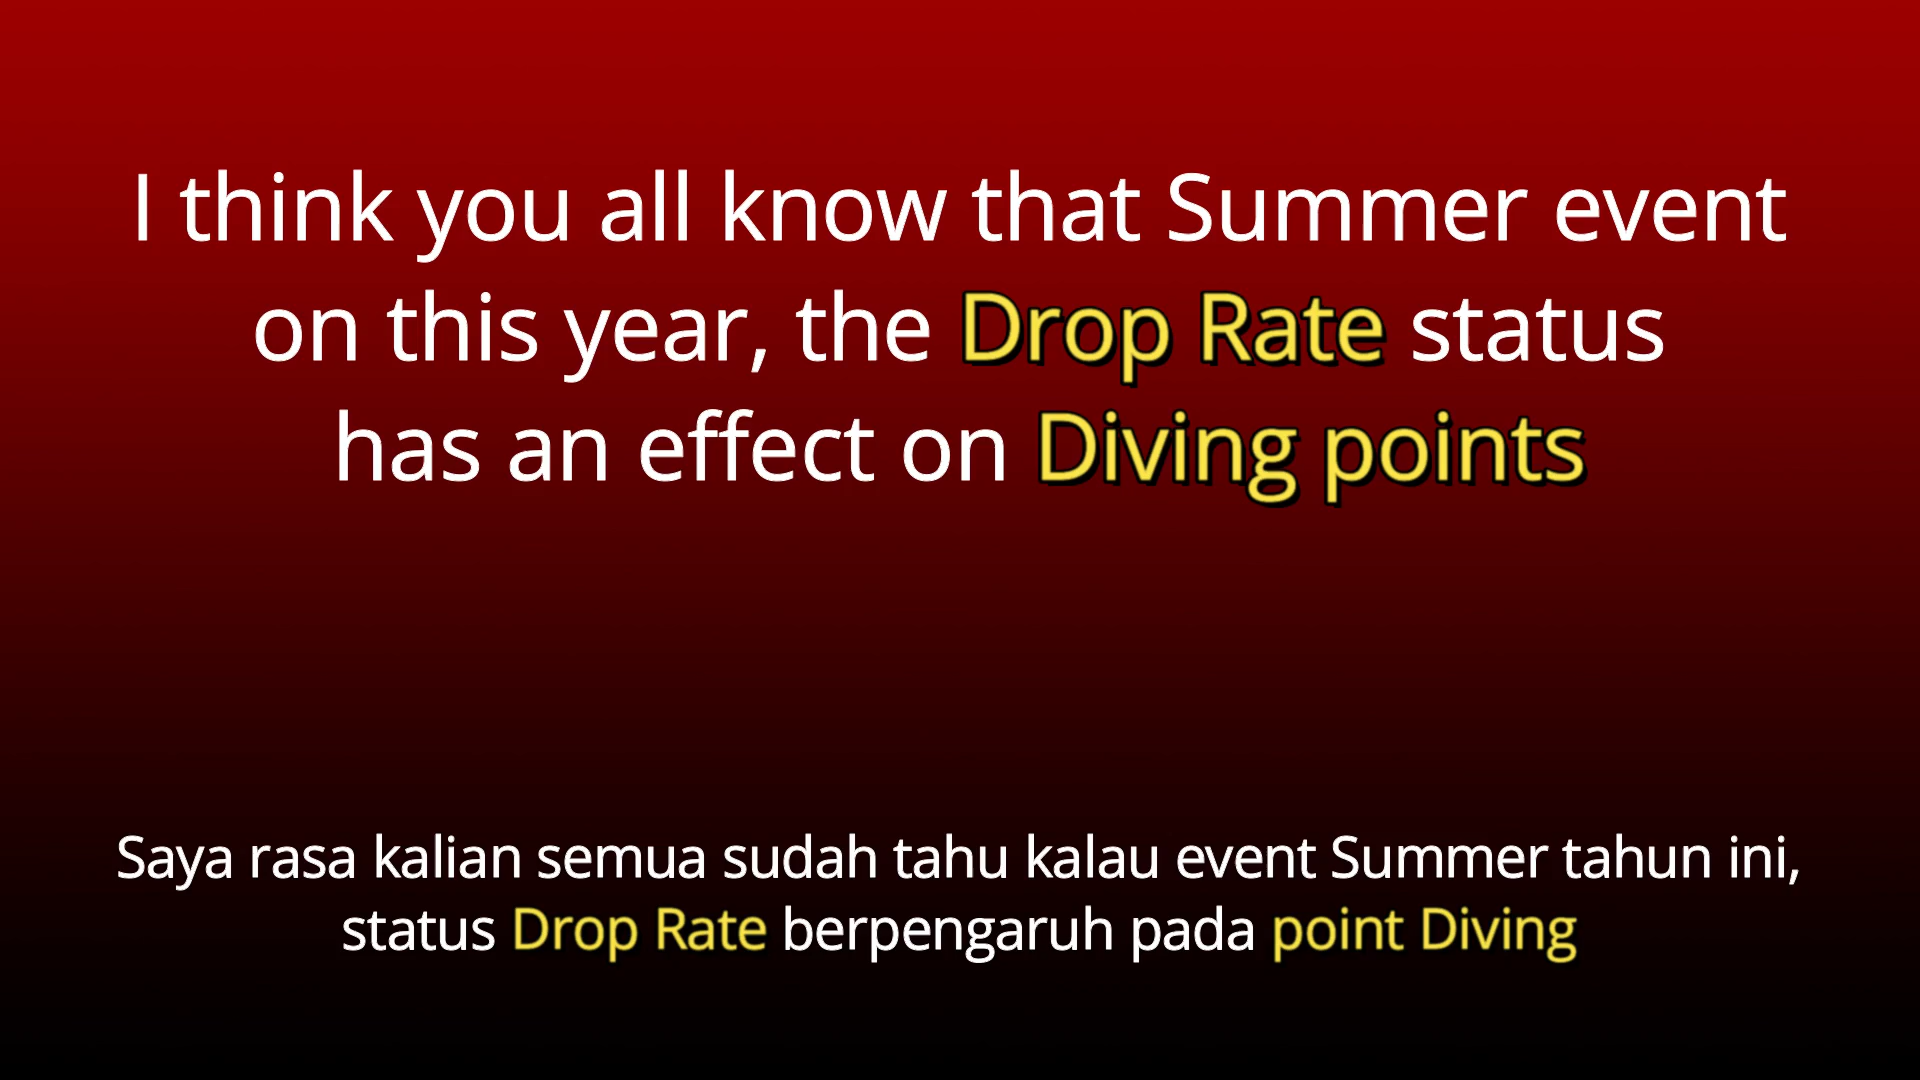 I think you all know that Summer event
on this year, the Drop Rate status
has an effect on Diving points
Saya rasa kalian semua sudah tahu kalau event Summer tahun ini,
status Drop Rate berpengaruh pada point Diving